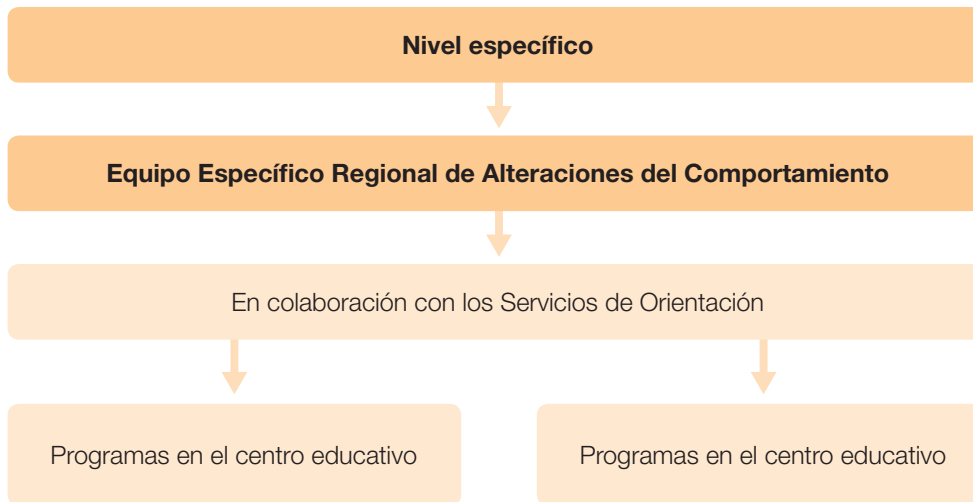 Nivel específico
Equipo Específico Regional de Alteraciones del Comportamiento
En colaboración con los Servicios de Orientación
Programas en el centro educativo
Programas en el centro educativo